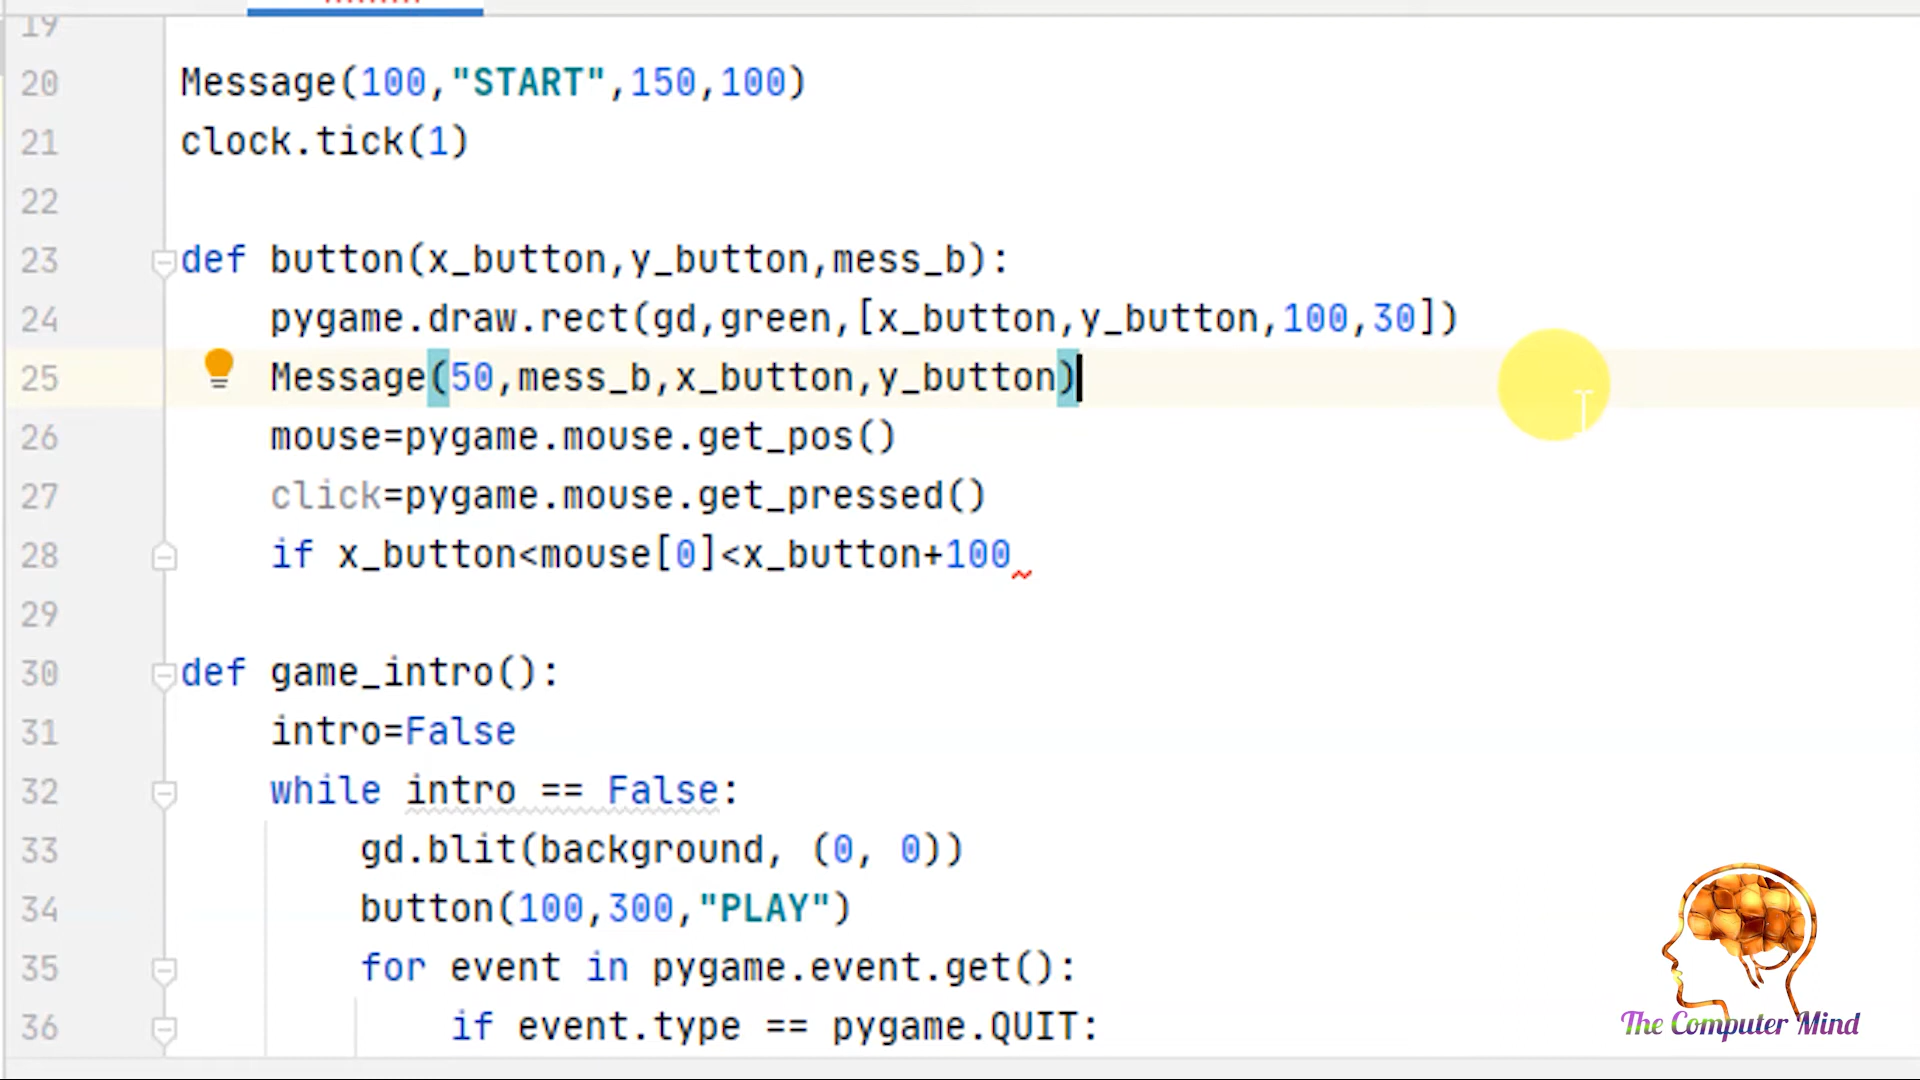 19
20 Message(100,"START",150,100)
21 clock.tick(1)
22
23 def button(x_button,y_button,mess_b):
24 pygame.draw.rect(gd,green,[x_button,y_button,100,30])
25 Message(50,mess_b,x_button,y_button)
26 mouse=pygame.mouse.get_pos()
27 click=pygame.mouse.get_pressed()
28 if x_button<mouse[0]<x_button+100
29
30 def game_intro():
31 intro=False
32 while intro == False:
33 gd.blit(background, (0, 0))
34 button(100,300,"PLAY")
35 for event in pygame.event.get():
36 if event.type == pygame.QUIT:
The Computer Mind